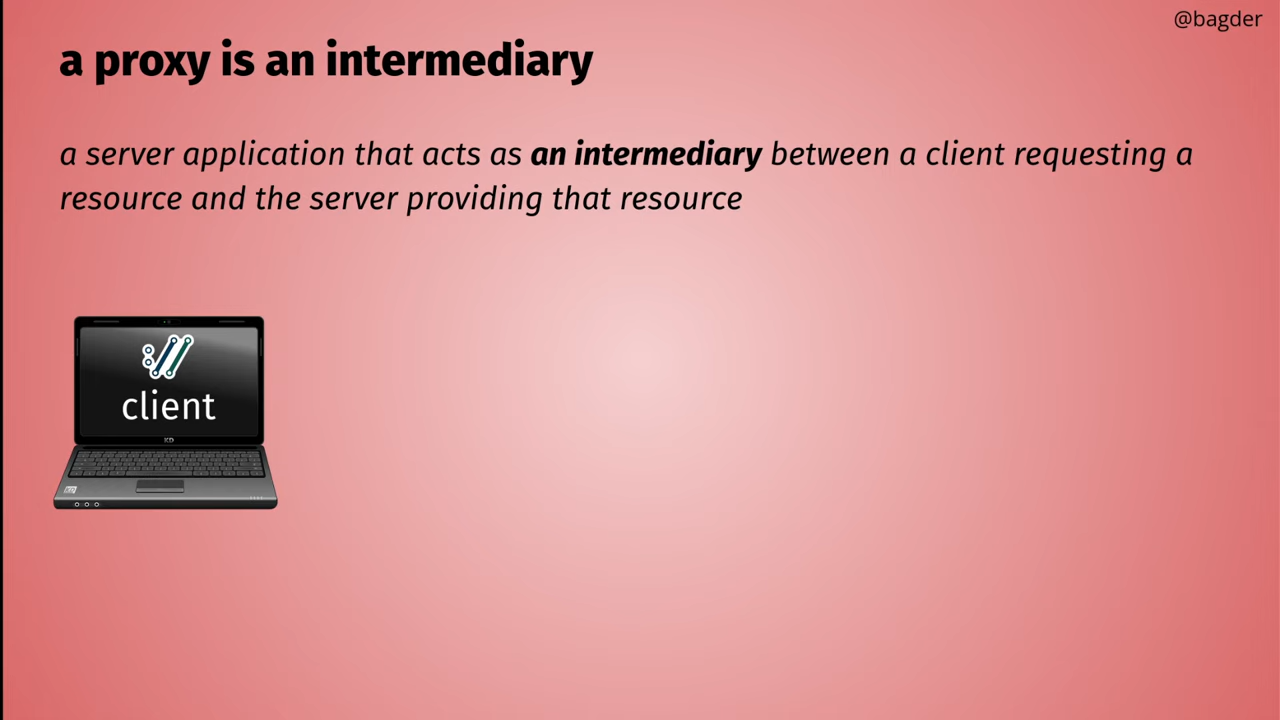 @bagder
a proxy is an intermediary
a server application that acts as an intermediary between a client requesting a
resource and the server providing that resource
client